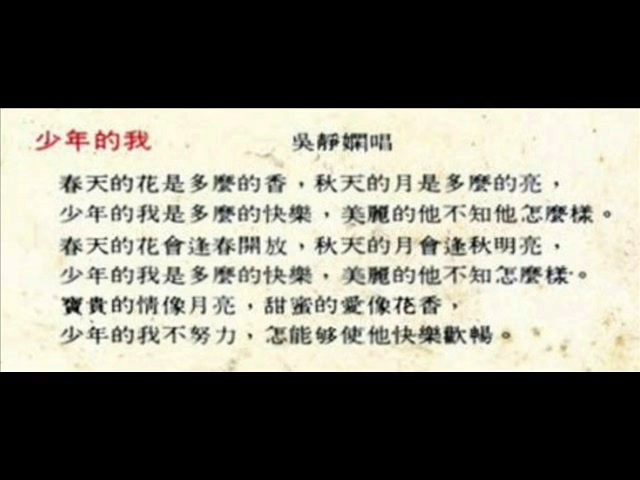 少年的我 吳靜嫻唱
春天的花是多麼的香，秋天的月是多麼的亮，
少年的我是多麼的快樂，美麗的他不知他怎麼樣。
春天的花會逢春開放，秋天的月會逢秋明亮，
少年的我是多麼的快樂，美麗的他不知怎麼樣。
寶貴的情像月亮，甜蜜的愛像花香，
少年的我不努力，怎能够使他快樂歡暢。